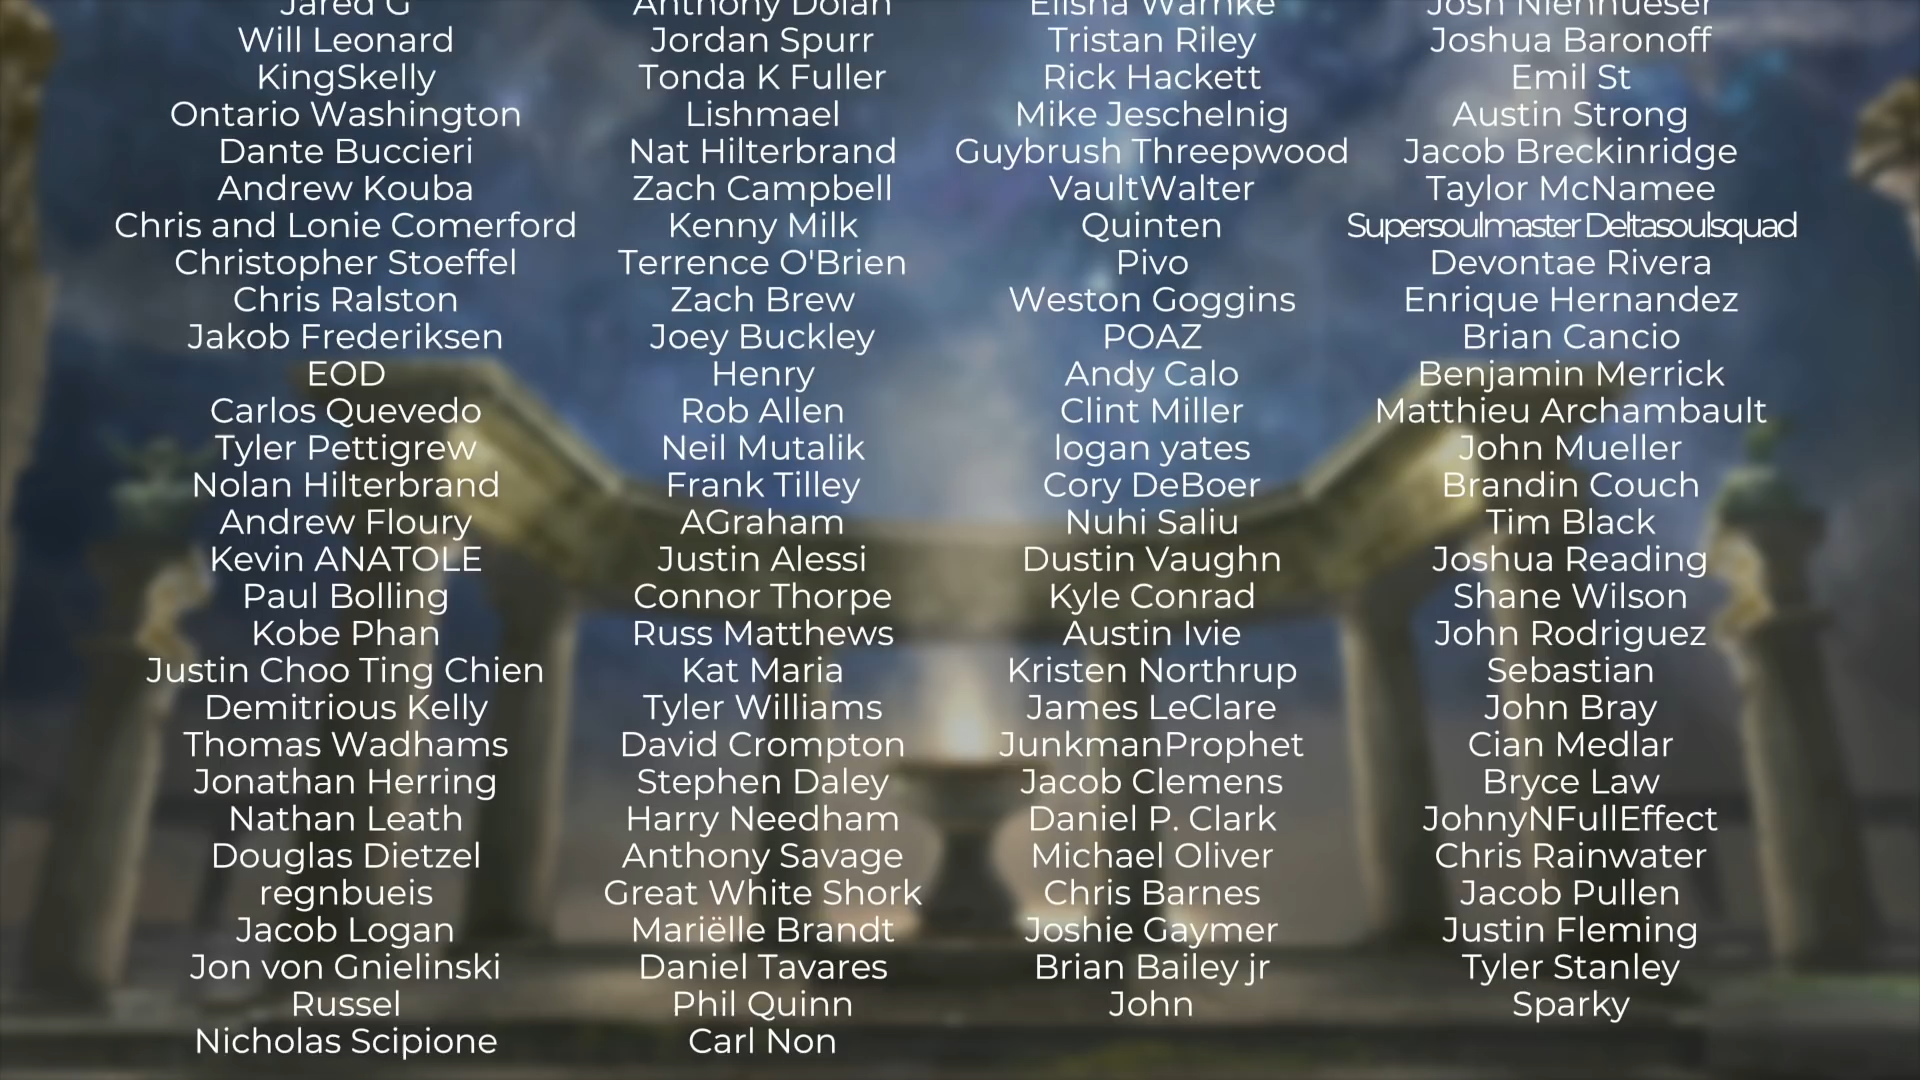 Jared G
Will Leonard
KingSkelly
Ontario Washington
Dante Buccieri
Andrew Kouba
Chris and Lonie Comerford
Christopher Stoeffel
Chris Ralston
Jakob Frederiksen
EOD
Carlos Quevedo
Tyler Pettigrew
Nolan Hilterbrand
Andrew Floury
Kevin ANATOLE
Paul Bolling
Kobe Phan
Justin Choo Ting Chien
Demitrious Kelly
Thomas Wadhams
Jonathan Herring
Nathan Leath
Douglas Dietzel
regnbueis
Jacob Logan
Jon von Gnielinski
Russel
Nicholas Scipione
Anthony Dolan
Jordan Spurr
Tonda K Fuller
Lishmael
Nat Hilterbrand
Zach Campbell
Kenny Milk
Terrence O'Brien
Zach Brew
Joey Buckley
Henry
Rob Allen
Neil Mutalik
Frank Tilley
AGraham
Justin Alessi
Connor Thorpe
Russ Matthews
Kat Maria
Tyler Williams
David Crompton
Stephen Daley
Harry Needham
Anthony Savage
Great White Shork
Mariëlle Brandt
Daniel Tavares
Phil Quinn
Carl Non
Elisha Warnke
Tristan Riley
Rick Hackett
Mike Jeschelnig
Guybrush Threepwood
VaultWalter
Quinten
Pivo
Weston Goggins
POAZ
Andy Calo
Clint Miller
logan yates
Cory DeBoer
Nuhi Saliu
Dustin Vaughn
Kyle Conrad
Austin Ivie
Kristen Northrup
James LeClare
JunkmanProphet
Jacob Clemens
Daniel P. Clark
Michael Oliver
Chris Barnes
Joshie Gaymer
Brian Bailey jr
John
Josh Nienhueser
Joshua Baronoff
Emil St
Austin Strong
Jacob Breckinridge
Taylor McNamee
Supersoulmaster Deltasoulsquad
Devontae Rivera
Enrique Hernandez
Brian Cancio
Benjamin Merrick
Matthieu Archambault
John Mueller
Brandin Couch
Tim Black
Joshua Reading
Shane Wilson
John Rodriguez
Sebastian
John Bray
Cian Medlar
Bryce Law
JohnyNFullEffect
Chris Rainwater
Jacob Pullen
Justin Fleming
Tyler Stanley
Sparky